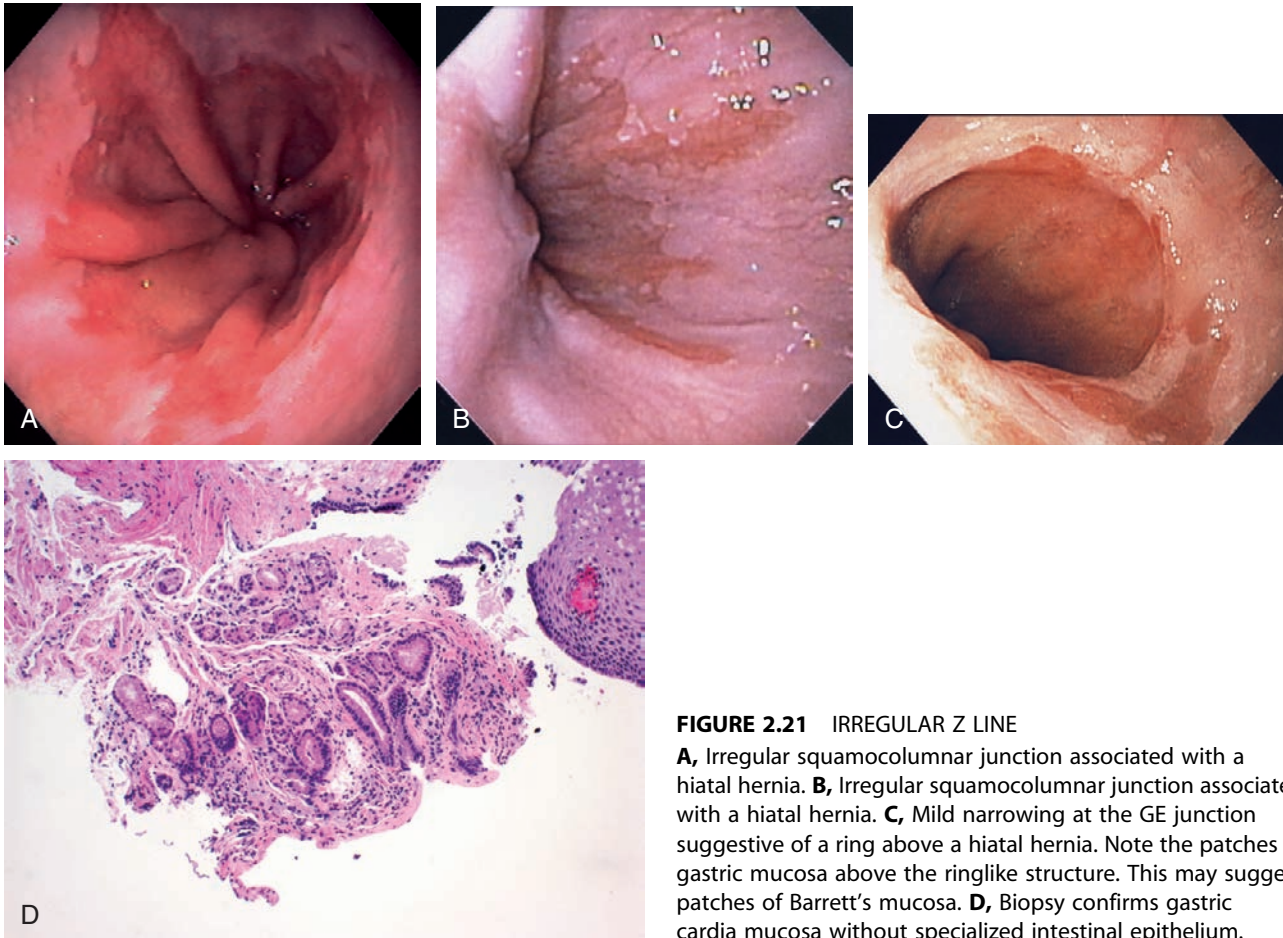 A
B
C
D
FIGURE 2.21 IRREGULAR Z LINE
A, Irregular squamocolumnar junction associated with a
hiatal hernia. B, Irregular squamocolumnar junction associate
with a hiatal hernia. C, Mild narrowing at the GE junction
suggestive of a ring above a hiatal hernia. Note the patches
gastric mucosa above the ringlike structure. This may sugge
patches of Barrett's mucosa. D, Biopsy confirms gastric
cardia mucosa without specialized intestinal epithelium.